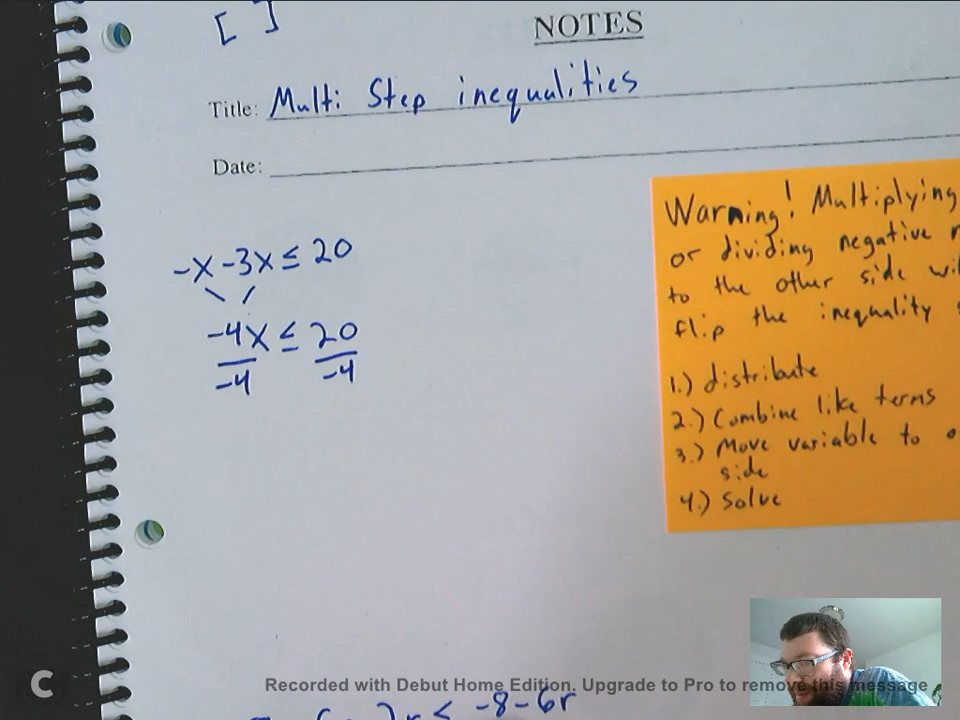 [ ]
NOTES
Title: Multi Step inequalities
Date:
-x -3x ≤ 20
-4x ≤ 20
-4 -4
Warning! Multiplying
or dividing negative
to the other side
flip the inequality
1.) distribute
2.) Combine like terms
3.) Move variable to
side
4.) Solve
C
Recorded with Debut Home Edition. Upgrade to Pro to remove this message
-8-6r